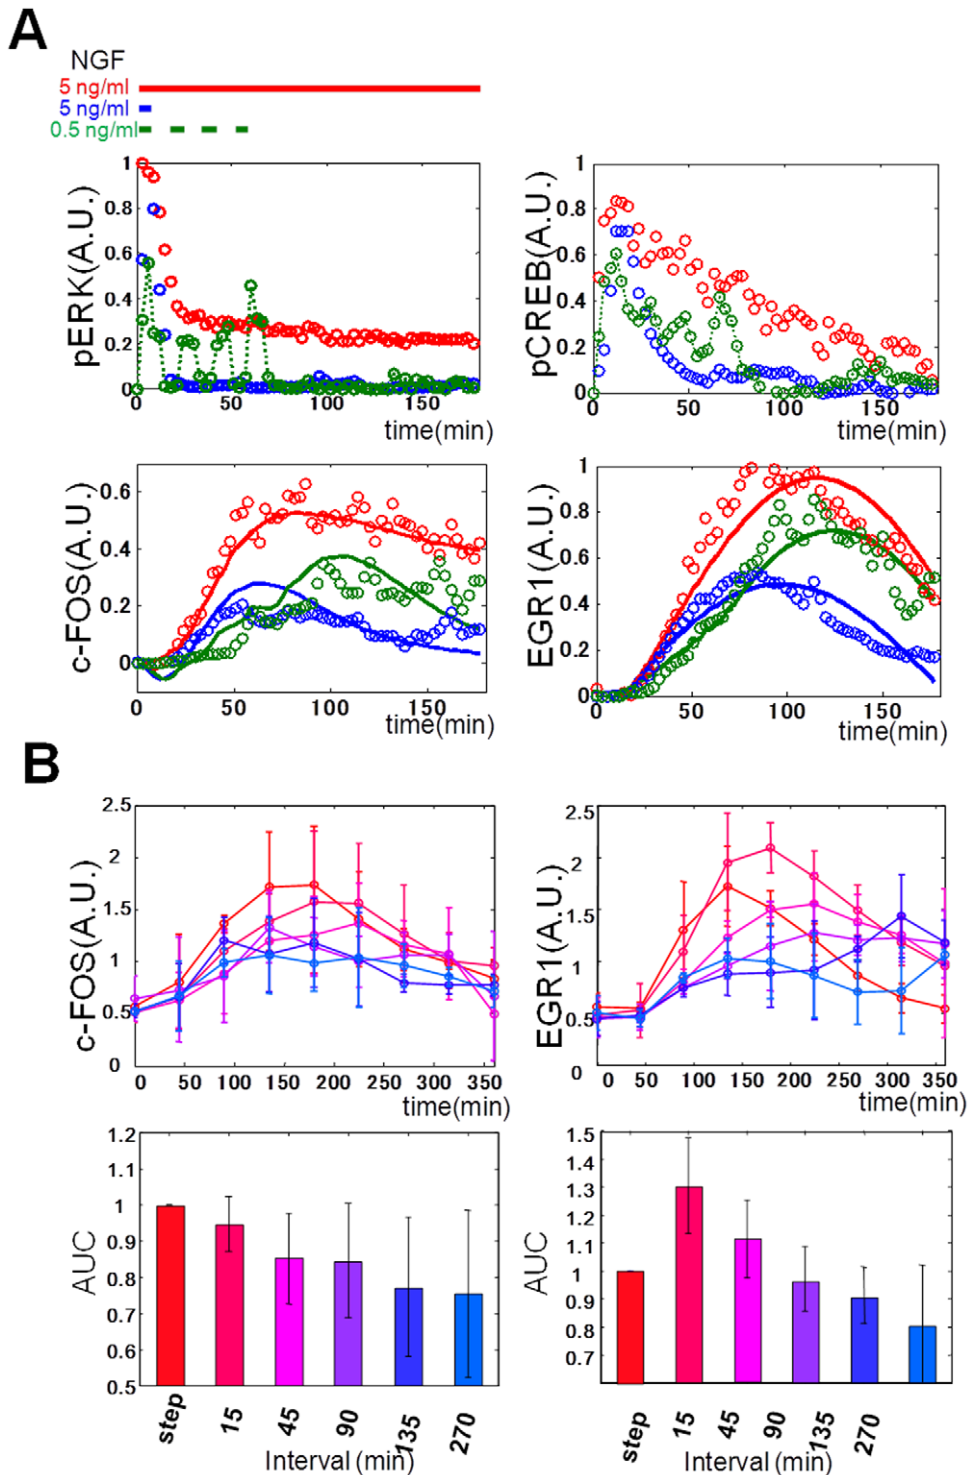 A
NGF
5 ng/ml
5 ng/ml
0.5 ng/ml
pERK(A.U.)
1
0.8
0.6
0.4
0.2
0
0 50 100 150
time(min)
pCREB(A.U.)
1
0.8
0.6
0.4
0.2
0
0 50 100 150
time(min)
c-FOS(A.U.)
0.6
0.4
0.2
0
0 50 100 150
time(min)
EGR1(A.U.)
1
0.8
0.6
0.4
0.2
0
0 50 100 150
time(min)
B
c-FOS(A.U.)
2.5
2
1.5
1
0.5
0
0 50 100 150 200 250 300 350
time(min)
EGR1(A.U.)
2.5
2
1.5
1
0.5
0
0 50 100 150 200 250 300 350
time(min)
AUC
1.2
1.1
1
0.9
0.8
0.7
0.6
0.5
step 15 45 90 135 270
Interval (min)
AUC
1.5
1.4
1.3
1.2
1.1
1.0
0.9
0.8
0.7
step 15 45 90 135 270
Interval (min)